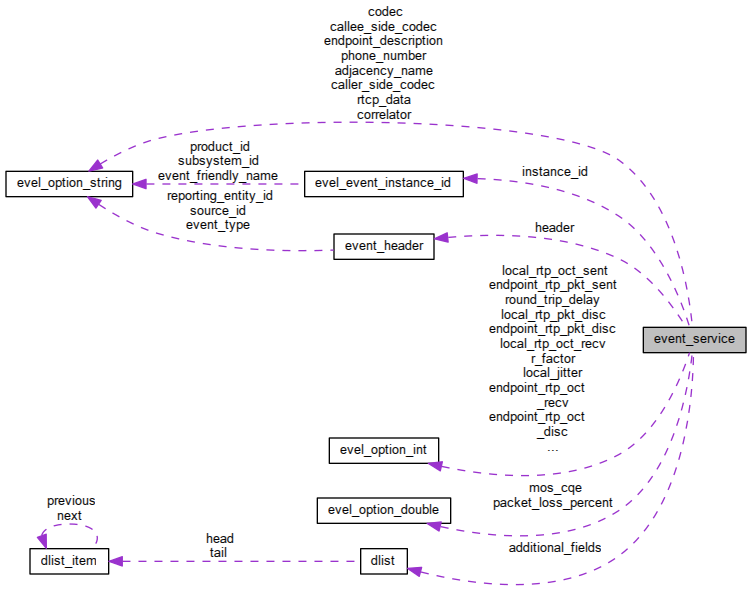 codec
callee_side_codec
endpoint_description
phone_number
adjacency_name
caller_side_codec
rtcp_data
correlator
product_id
subsystem_id
event_friendly_name
instance_id
evel_option_string
evel_event_instance_id
reporting_entity_id
source_id
event_type
header
event_header
local_rtp_oct_sent
endpoint_rtp_pkt_sent
round_trip_delay
local_rtp_pkt_disc
endpoint_rtp_pkt_disc
local_rtp_oct_recv
r_factor
local_jitter
endpoint_rtp_oct
_recv
endpoint_rtp_oct
_disc
...
event_service
evel_option_int
mos_cqe
packet_loss_percent
evel_option_double
previous
next
head
tail
additional_fields
dlist_item
dlist